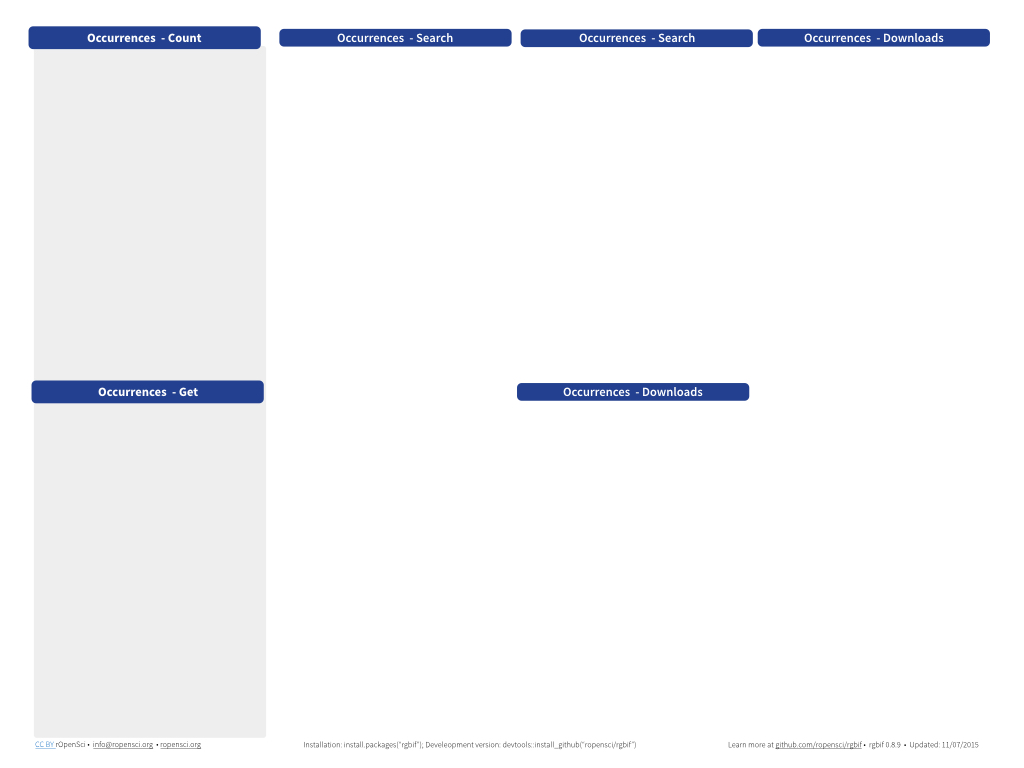 Occurrences - Count
Occurrences - Search
Occurrences - Search
Occurrences - Downloads
Occurrences - Get
Occurrences - Downloads
CC BY rOpenSci • info@ropensci.org • ropensci.org
Installation: install.packages("rgbif"); Develeopment version: devtools::install_github("ropensci/rgbif")
Learn more at github.com/ropensci/rgbif • rgbif 0.8.9 • Updated: 11/07/2015